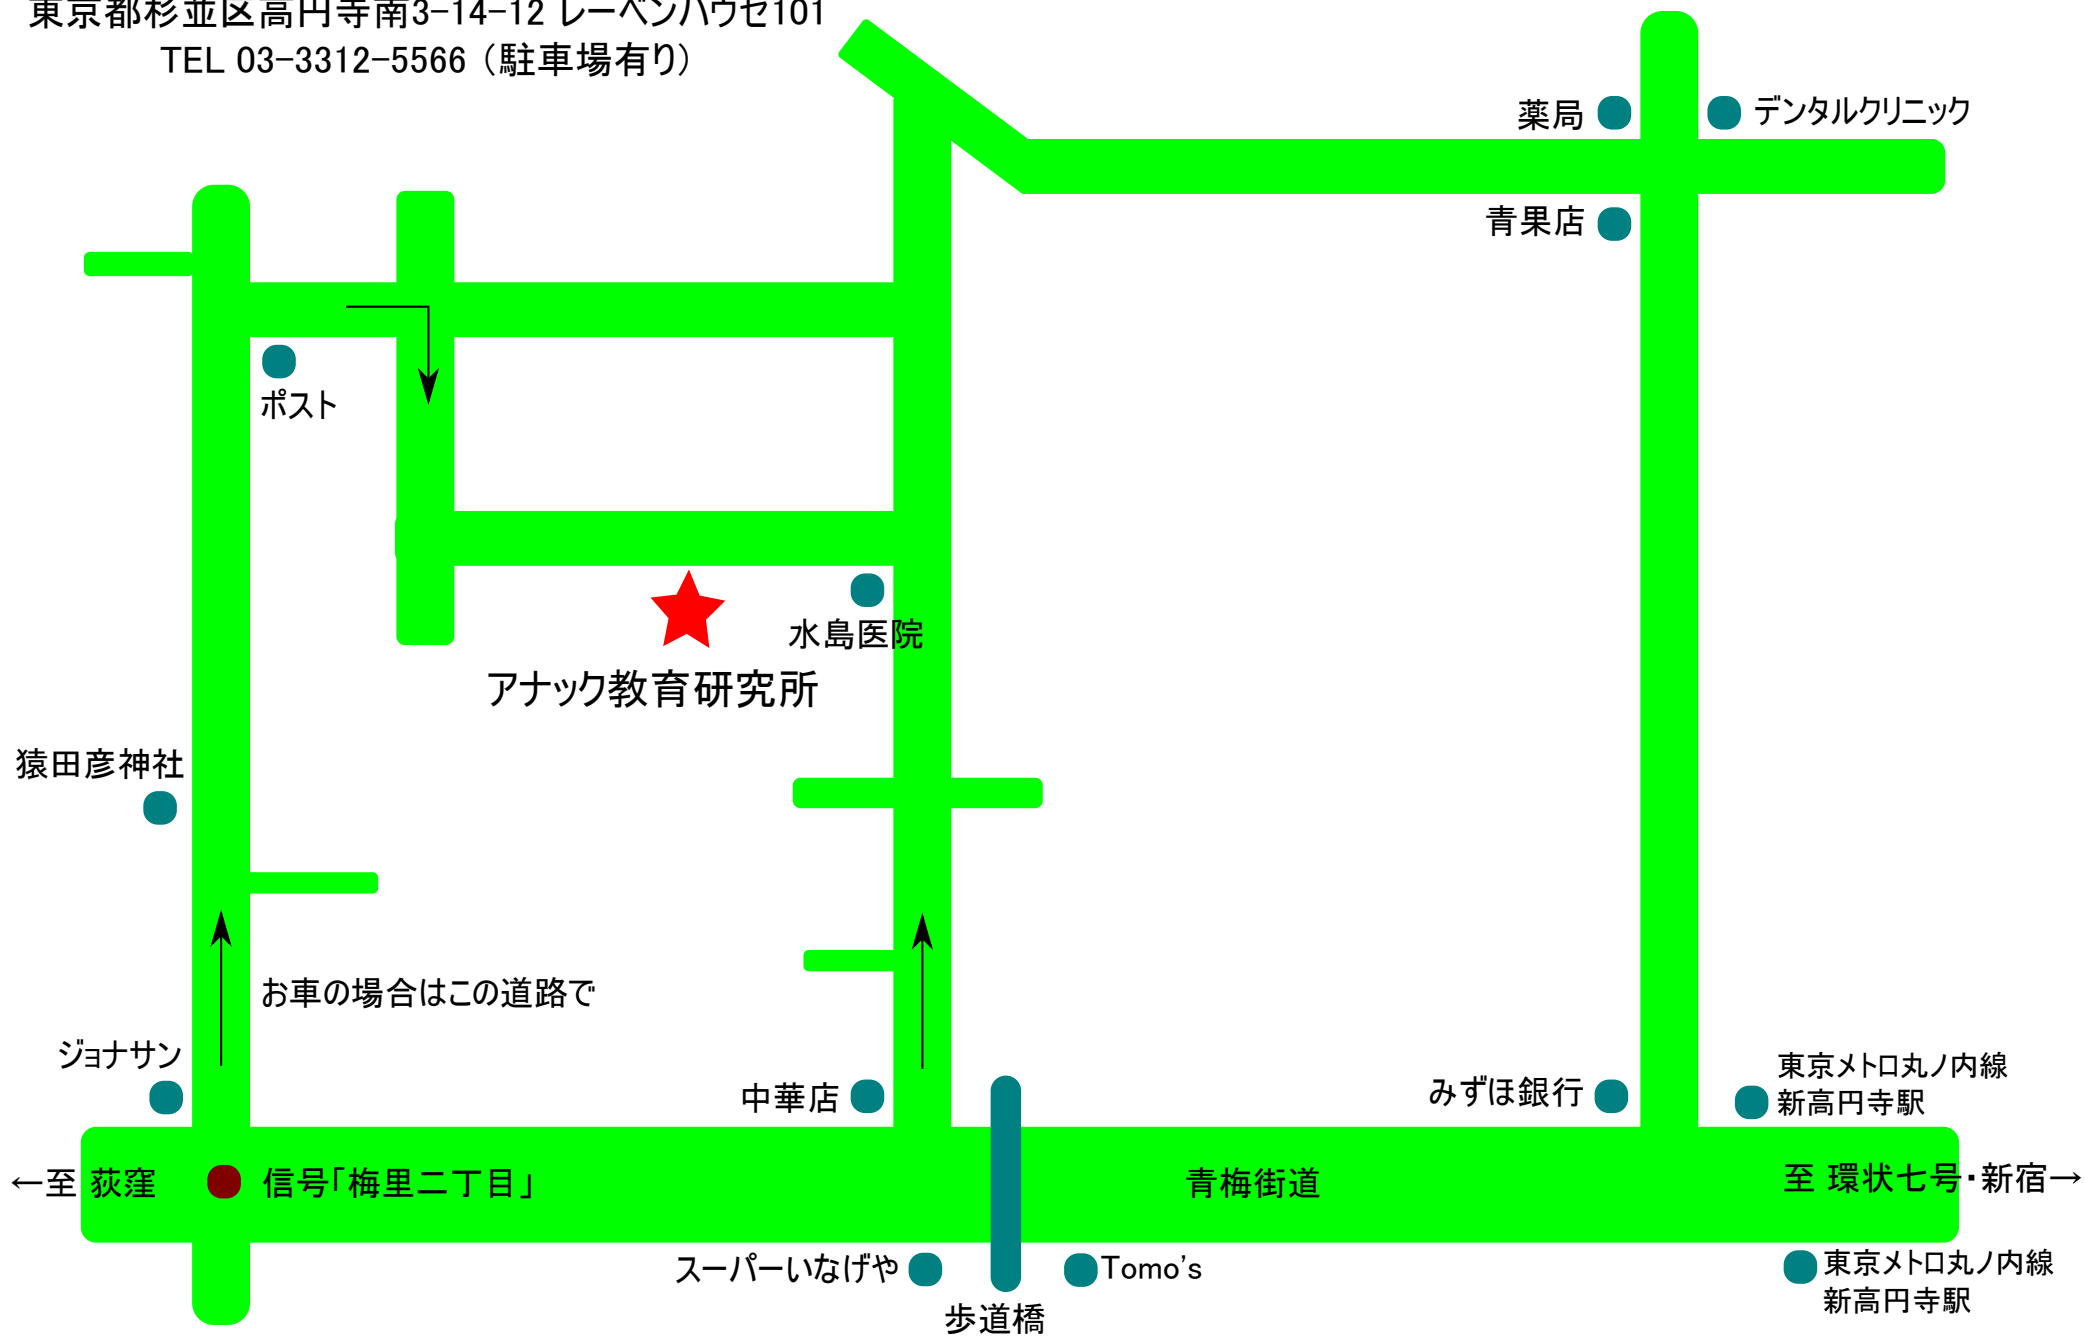 東京都杉並区高円寺南3-14-12 レーベンハウゼ101
TEL 03-3312-5566 (駐車場有り)
薬局
デンタルクリニック
青果店
ポスト
水島医院
アナック教育研究所
猿田彦神社
お車の場合はこの道路で
ジョナサン
中華店
みずほ銀行
東京メトロ丸ノ内線
新高円寺駅
←至 荻窪
信号「梅里二丁目」
青梅街道
至 環状七号・新宿→
スーパーいなげや
Tomo's
東京メトロ丸ノ内線
新高円寺駅
歩道橋